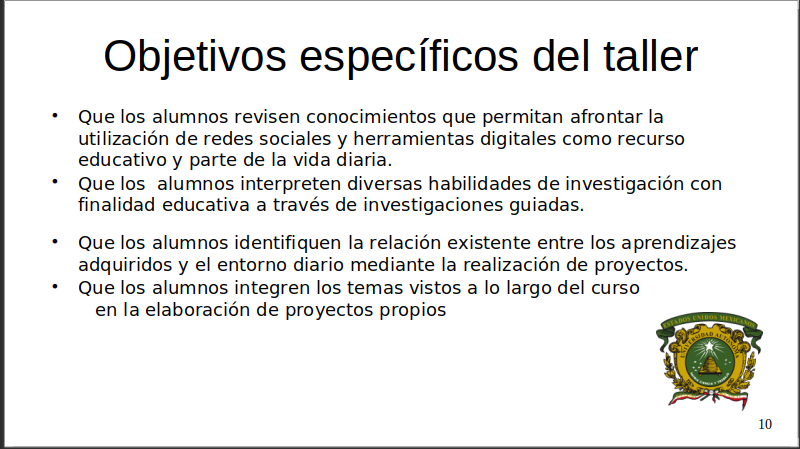 Objetivos específicos del taller
• Que los alumnos revisen conocimientos que permitan afrontar la
utilización de redes sociales y herramientas digitales como recurso
educativo y parte de la vida diaria.
• Que los  alumnos interpreten diversas habilidades de investigación con
finalidad educativa a través de investigaciones guiadas.
• Que los alumnos identifiquen la relación existente entre los aprendizajes
adquiridos y el entorno diario mediante la realización de proyectos.
• Que los alumnos integren los temas vistos a lo largo del curso
en la elaboración de proyectos propios
ESTADOS UNIDOS MEXICANOS
UNIVERSIDAD AUTONOMA
10